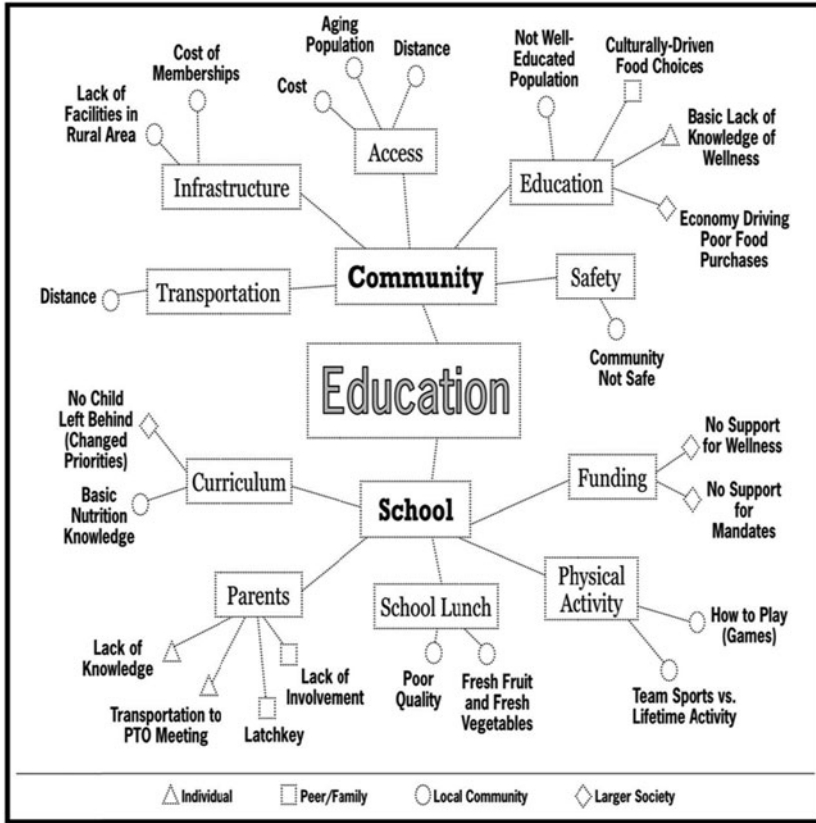 Aging
Population
Distance
Cost
Cost of
Memberships
Lack of
Facilities in
Rural Area
Not Well-
Educated
Population
Culturally-Driven
Food Choices
Basic Lack of
Knowledge of
Wellness
Economy Driving
Poor Food
Purchases
Access
Infrastructure
Education
Community
Transportation
Distance
Safety
Community
Not Safe
Education
No Child
Left Behind
(Changed
Priorities)
Basic
Nutrition
Knowledge
Curriculum
School
Funding
No Support
for Wellness
No Support
for
Mandates
Parents
School Lunch
Physical
Activity
Lack of
Knowledge
Transportation to
PTO Meeting
Latchkey
Lack of
Involvement
Poor
Quality
Fresh Fruit
and Fresh
Vegetables
How to Play
(Games)
Team Sports vs.
Lifetime Activity
Individual
Peer/Family
Local Community
Larger Society